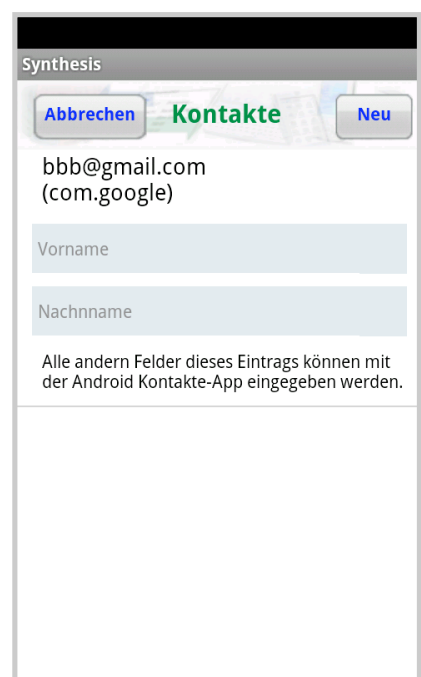 Synthesis
Abbrechen Kontakte Neu
bbb@gmail.com
(com.google)
Vorname
Nachnname
Alle andern Felder dieses Eintrags können mit
der Android Kontakte-App eingegeben werden.